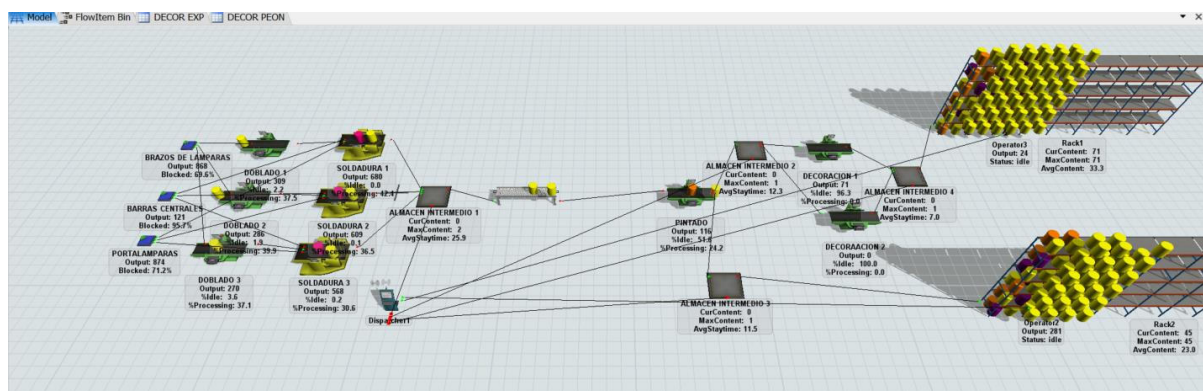 Model FlowItem Bin DECOR EXP DECOR PEON
BRAZOS DE LAMPARAS
Output: 868
Blocked: 69.6%
BARRAS CENTRALES
Output: 121
Blocked: 95.7%
PORTALAMPARAS
Output: 874
Blocked: 71.2%
DOBLADO 1
Output: 309
%Idle: 2.2
%Processing: 37.5
DOBLADO 2
Output: 286
%Idle: 1.9
%Processing: 39.9
DOBLADO 3
Output: 270
%Idle: 3.6
%Processing: 37.1
SOLDADURA 1
Output: 680
%Idle: 0.0
%Processing: 42.1
SOLDADURA 2
Output: 609
%Idle: 0.1
%Processing: 36.5
SOLDADURA 3
Output: 568
%Idle: 0.2
%Processing: 30.6
ALMACEN INTERMEDIO 1
CurContent: 0
MaxContent: 2
AvgStaytime: 25.9
Dispatcher1
PINTADO
Output: 116
%Idle: 51.8
%Processing: 24.2
ALMACEN INTERMEDIO 2
CurContent: 0
MaxContent: 1
AvgStaytime: 12.3
ALMACEN INTERMEDIO 3
CurContent: 0
MaxContent: 1
AvgStaytime: 11.5
DECORACION 1
Output: 71
%Idle: 96.3
%Processing: 0.0
DECORAACION 2
Output: 0
%Idle: 100.0
%Processing: 0.0
ALMACEN INTERMEDIO 4
CurContent: 0
MaxContent: 1
AvgStaytime: 7.0
Operator3
Output: 24
Status: idle
Rack1
CurContent: 71
MaxContent: 71
AvgContent: 33.3
Operator2
Output: 281
Status: idle
Rack2
CurContent: 45
MaxContent: 45
AvgContent: 23.0